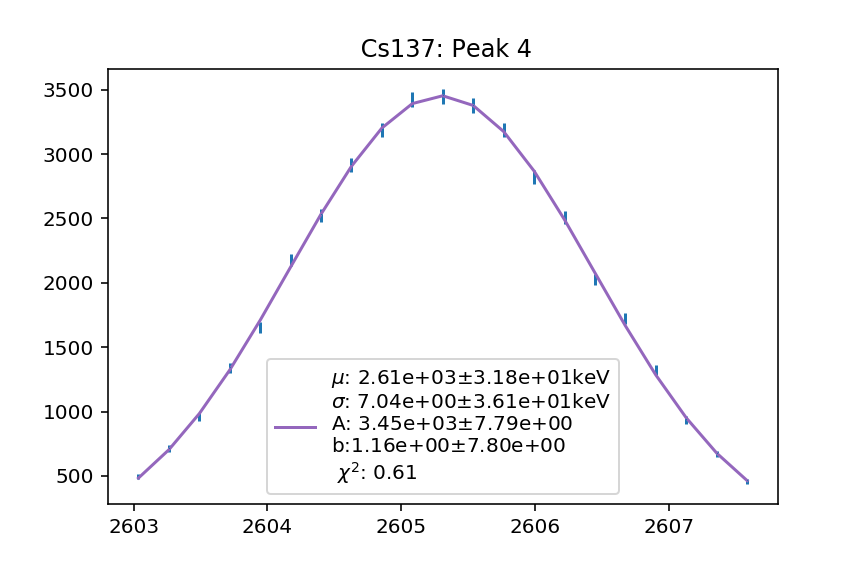 Cs137: Peak 4
3500
3000
2500
2000
1500
1000
500
μ: 2.61e+03±3.18e+01keV
σ: 7.04e+00±3.61e+01keV
A: 3.45e+03±7.79e+00
b:1.16e+00±7.80e+00
χ²: 0.61
2603 2604 2605 2606 2607